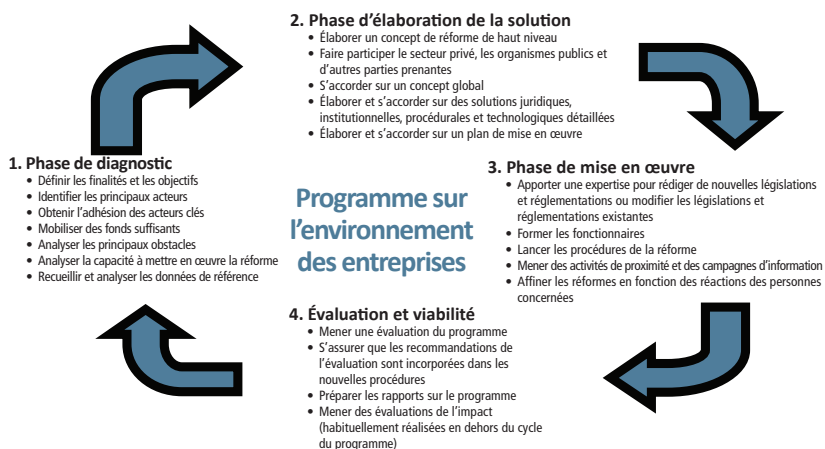 1. Phase de diagnostic
• Définir les finalités et les objectifs
• Identifier les principaux acteurs
• Obtenir l’adhésion des acteurs clés
• Mobiliser des fonds suffisants
• Analyser les principaux obstacles
• Analyser la capacité à mettre en œuvre la réforme
• Recueillir et analyser les données de référence
2. Phase d’élaboration de la solution
• Élaborer un concept de réforme de haut niveau
• Faire participer le secteur privé, les organismes publics et
d’autres parties prenantes
• S’accorder sur un concept global
• Élaborer et s’accorder sur des solutions juridiques,
institutionnelles, procédurales et technologiques détaillées
• Élaborer et s’accorder sur un plan de mise en œuvre
Programme sur
l’environnement
des entreprises
3. Phase de mise en œuvre
• Apporter une expertise pour rédiger de nouvelles législations
et réglementations ou modifier les législations et
réglementations existantes
• Former les fonctionnaires
• Lancer les procédures de la réforme
• Mener des activités de proximité et des campagnes d’information
• Affiner les réformes en fonction des réactions des personnes
concernées
4. Évaluation et viabilité
• Mener une évaluation du programme
• S’assurer que les recommandations de
l’évaluation sont incorporées dans les
nouvelles procédures
• Préparer les rapports sur le programme
• Mener des évaluations de l’impact
(habituellement réalisées en dehors du cycle
du programme)